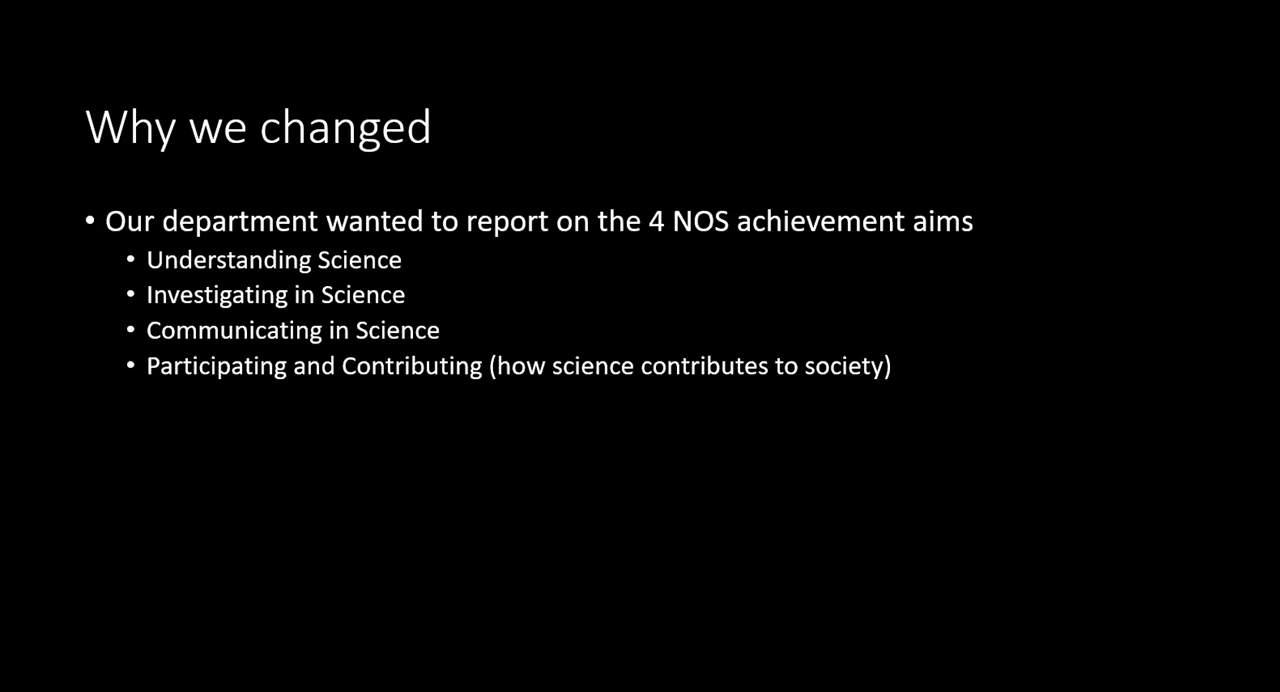 Why we changed
• Our department wanted to report on the 4 NOS achievement aims
• Understanding Science
• Investigating in Science
• Communicating in Science
• Participating and Contributing (how science contributes to society)